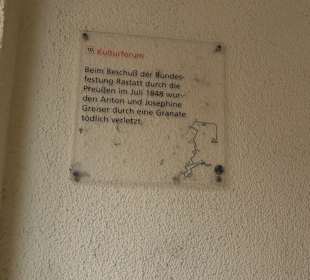 Kulturforum
Beim Beschuß der Bundes-
festung Rastatt durch die
Preußen im Juli 1848 wur-
den Anton und Josephine
Greiser durch eine Granate
tödlich verletzt.